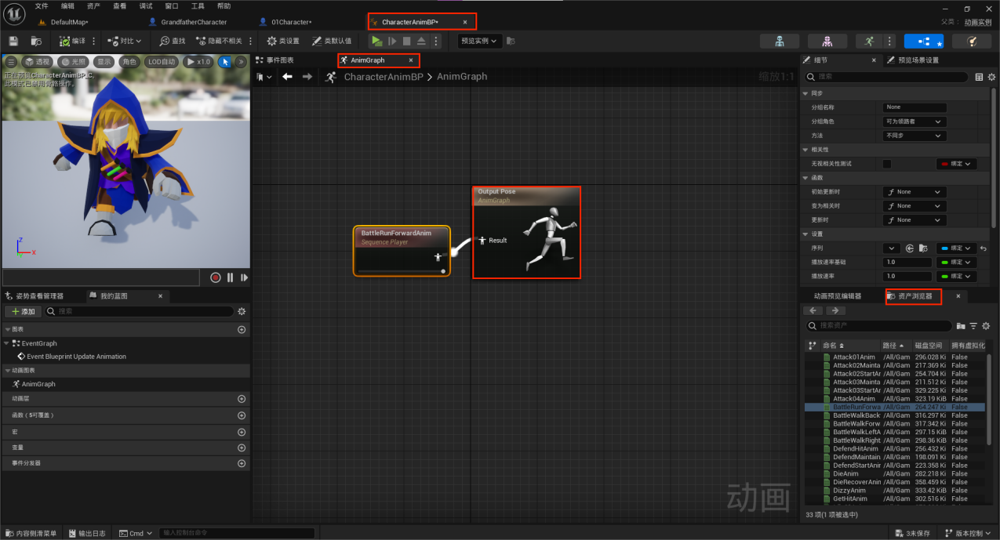 文件 编辑 资产 查看 调试 窗口 工具 帮助
DefaultMap* GrandfatherCharacter 01Character* CharacterAnimBP*
父类： 动画实例
编译 对比 查找 隐藏不相关 类设置 类默认值 预览实例
透视 光照 显示 角色 LOD自动 x1.0
正在预览CharacterAnimBP_C。
Z
X
姿势查看管理器 我的蓝图
添加 搜索
图表
EventGraph
Event Blueprint Update Animation
动画图表
AnimGraph
动画层
函数（5可覆盖）
宏
变量
事件分发器
事件图表 AnimGraph
CharacterAnimBP > AnimGraph 缩放1:1
Output Pose
AnimGraph
Result
BattleRunForwardAnim
Sequence Player
动画
细节 预览场景设置
搜索
同步
分组名称 None
分组角色 可为领路者
方法 不同步
相关性
无视相关性测试 绑定
函数
初始更新时 None
变为相关时 None
更新时 None
设置
序列 绑定
播放速率基础 1.0 绑定
播放速率 1.0 绑定
动画预览编辑器 资产浏览器
搜索资产
命名 路径 磁盘空间 拥有虚拟化
Attack01Anim /All/Gam 296.028 Ki False
Attack02Mainta /All/Gam 217.369 Ki False
Attack02StartAr /All/Gam 254.704 Ki False
Attack03Mainta /All/Gam 211.512 Ki False
Attack03StartAr /All/Gam 329.225 Ki False
Attack04Anim /All/Gam 323.19 KiB False
BattleRunForwa /All/Gam 264.247 Ki False
BattleWalkBack /All/Gam 316.297 Ki False
BattleWalkForw /All/Gam 317.342 Ki False
BattleWalkLeftA /All/Gam 297.15 KiB False
BattleWalkRight /All/Gam 298.36 KiB False
DefendHitAnim /All/Gam 256.432 Ki False
DefendMaintain /All/Gam 198.091 Ki False
DefendStartAnir /All/Gam 223.358 Ki False
DieAnim /All/Gam 282.218 Ki False
DieRecoverAnin /All/Gam 358.459 Ki False
DizzyAnim /All/Gam 333.42 KiB False
GetHitAnim /All/Gam 302.516 Ki False
33 项(1 项被选中)
内容侧滑菜单 输出日志 Cmd 输入控制台命令 3未保存 版本控制